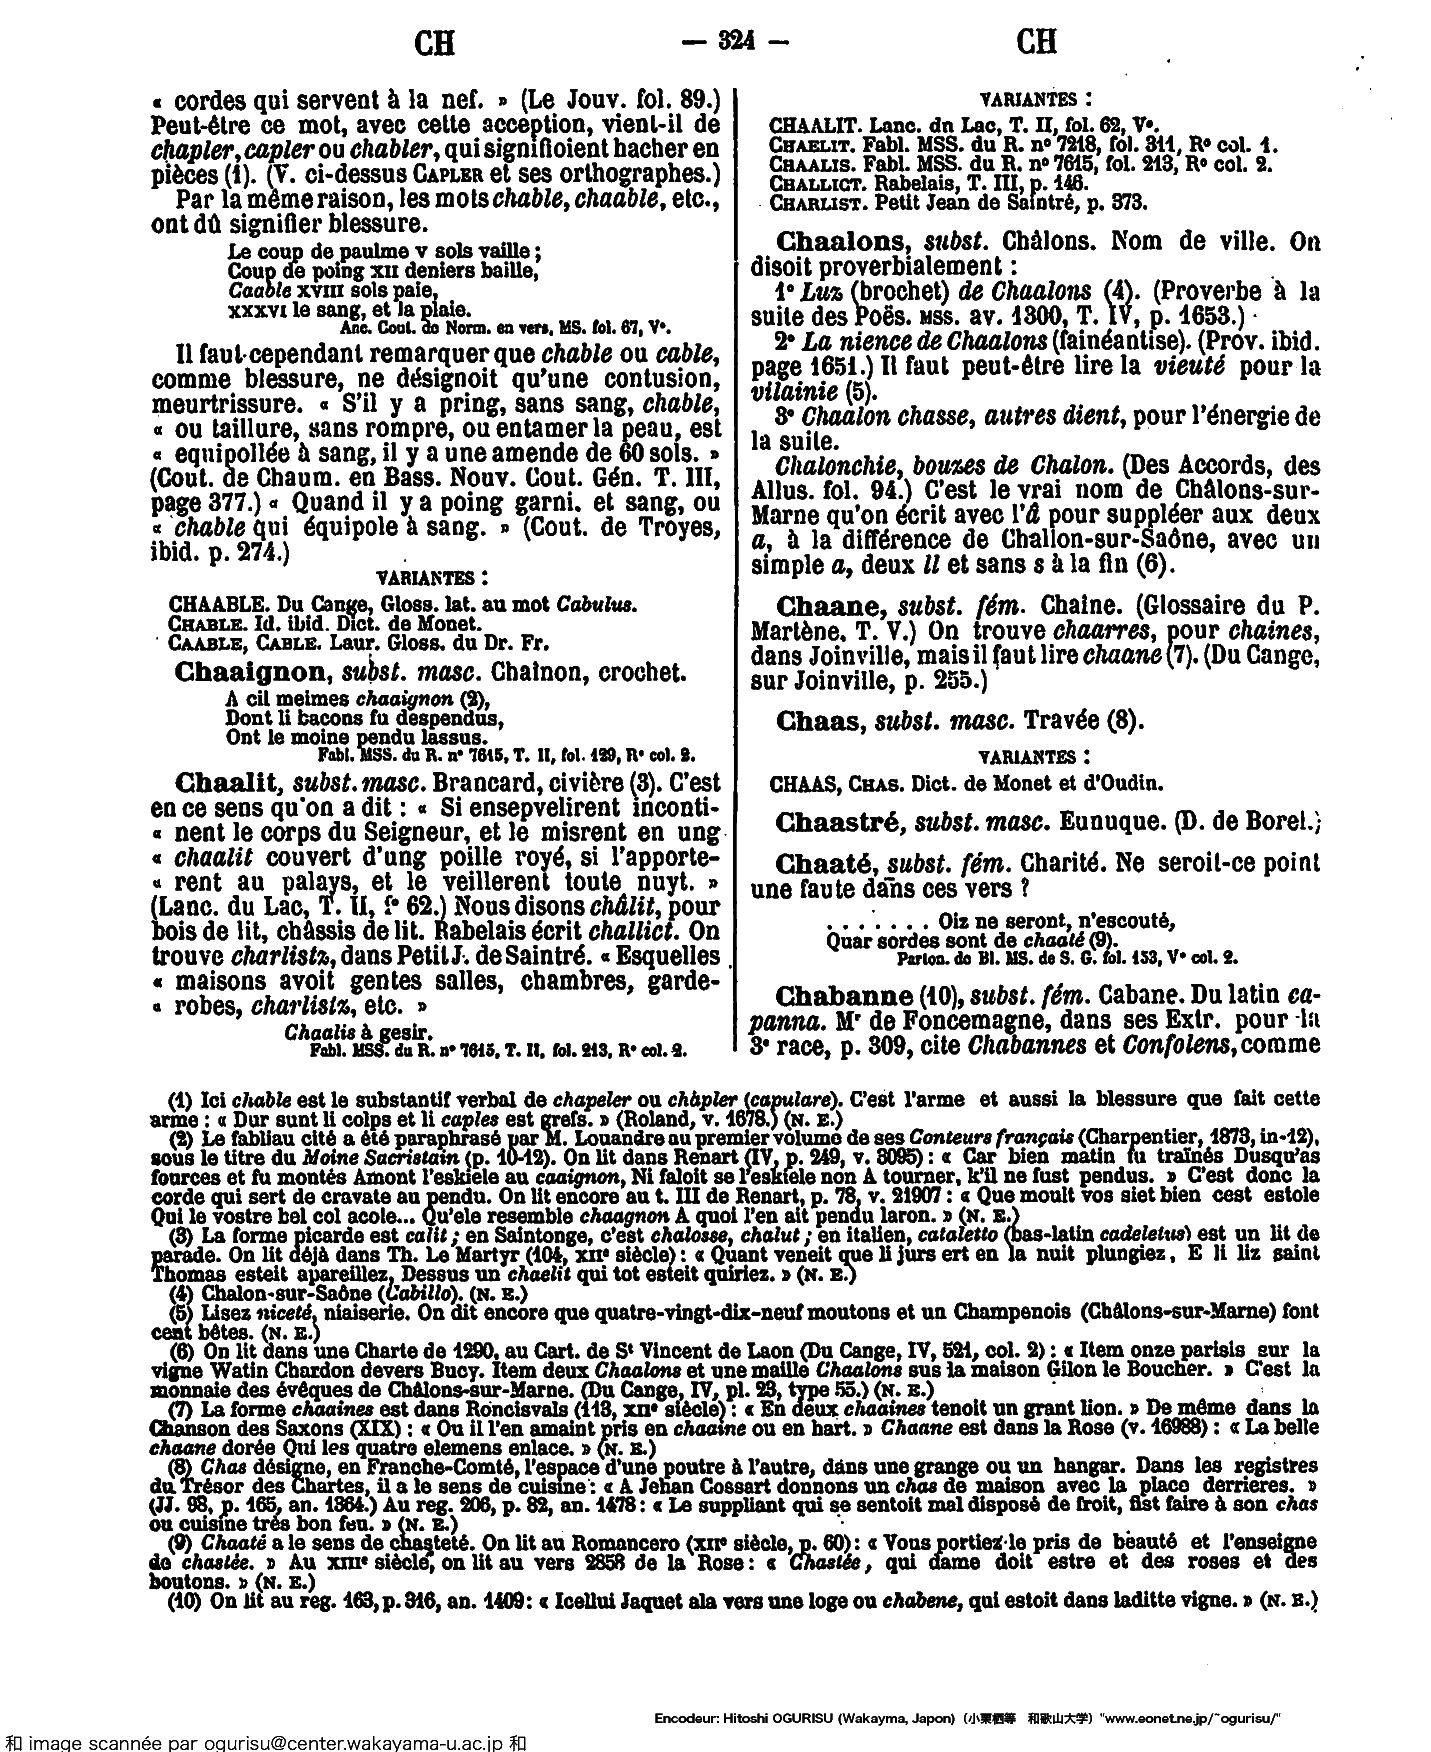 CH — 324 — CH
« cordes qui servent à la nef. » (Le Jouv. fol. 89.)
Peut-être ce mot, avec cette acception, vient-il de
chapler, capler ou chabler, qui signifioient hacher en
pièces (1). (V. ci-dessus CAPLER et ses orthographes.)
Par la même raison, les mots chable, chaable, etc.,
ont dû signifier blessure.
Le coup de paulme v sols vaille ;
Coup de poing XII deniers baille,
Caable XVIII sols paie,
XXXVI le sang, et la plaie.
Anc. Cout. de Norm. en vers, MS. fol. 67, V°.
Il faut cependant remarquer que chable ou cable,
comme blessure, ne désignoit qu'une contusion,
meurtrissure. « S'il y a pring, sans sang, chable,
« ou taillure, sans rompre, ou entamer la peau, est
« equipollée à sang, il y a une amende de 60 sols. »
(Cout. de Chaum. en Bass. Nouv. Cout. Gén. T. III,
page 377.) « Quand il y a poing garni. et sang, ou
« chable qui équipole à sang. » (Cout. de Troyes,
ibid. p. 274.)
VARIANTES :
CHAABLE. Du Cange, Gloss. lat. au mot Cabulus.
CHABLE. Id. ibid. Dict. de Monet.
CAABLE, CABLE. Laur. Gloss. du Dr. Fr.
Chaaignon, subst. masc. Chaînon, crochet.
A cil meimes chaaignon (2),
Dont li bacons fu despendus,
Ont le moine pendu lassus.
Fabl. MSS. du R. n° 7615, T. II, fol. 129, R° col. 2.
Chaalit, subst. masc. Brancard, civière (3). C'est
en ce sens qu'on a dit : « Si ensepvelirent inconti-
« nent le corps du Seigneur, et le misrent en ung
« chaalit couvert d'ung poille royé, si l'apporte-
« rent au palays, et le veillerent toute nuyt. »
(Lanc. du Lac, T. II, f° 62.) Nous disons châlit, pour
bois de lit, châssis de lit. Rabelais écrit challict. On
trouve charlistz, dans Petit J. de Saintré. « Esquelles
« maisons avoit gentes salles, chambres, garde-
« robes, charlistz, etc. »
Chaalis à gesir.
Fabl. MSS. du R. n° 7615, T. II, fol. 213, R° col. 2.
VARIANTES :
CHAALIT. Lanc. dn Lac, T. II, fol. 62, V°.
CHAELIT. Fabl. MSS. du R. n° 7218, fol. 311, R° col. 1.
CHAALIS. Fabl. MSS. du R. n° 7615, fol. 213, R° col. 2.
CHALLICT. Rabelais, T. III, p. 146.
CHARLIST. Petit Jean de Saintré, p. 373.
Chaalons, subst. Châlons. Nom de ville. On
disoit proverbialement :
1° Luz (brochet) de Chaalons (4). (Proverbe à la
suite des Poës. MSS. av. 1300, T. IV, p. 1653.)
2° La nience de Chaalons (fainéantise). (Prov. ibid.
page 1651.) Il faut peut-être lire la vieuté pour la
vilainie (5).
3° Chaalon chasse, autres dient, pour l'énergie de
la suite.
Chalonchie, bouzes de Chalon. (Des Accords, des
Allus. fol. 94.) C'est le vrai nom de Châlons-sur-
Marne qu'on écrit avec l'â pour suppléer aux deux
a, à la différence de Challon-sur-Saône, avec un
simple a, deux ll et sans s à la fin (6).
Chaane, subst. fém. Chaîne. (Glossaire du P.
Martène. T. V.) On trouve chaarres, pour chaines,
dans Joinville, mais il faut lire chaane (7). (Du Cange,
sur Joinville, p. 255.)
Chaas, subst. masc. Travée (8).
VARIANTES :
CHAAS, CHAS. Dict. de Monet et d'Oudin.
Chaastré, subst. masc. Eunuque. (D. de Borel.)
Chaaté, subst. fém. Charité. Ne seroit-ce point
une faute dans ces vers ?
. . . . . . . Oiz ne seront, n'escouté,
Quar sordes sont de chaaté (9).
Parton. de Bl. MS. de S. G. fol. 153, V° col. 2.
Chabanne (10), subst. fém. Cabane. Du latin ca-
panna. Mr de Foncemagne, dans ses Extr. pour la
3e race, p. 309, cite Chabannes et Confolens, comme
(1) Ici chable est le substantif verbal de chapeler ou châpler (capulare). C'est l'arme et aussi la blessure que fait cette
arme : « Dur sunt li colps et li caples est grefs. » (Roland, v. 1678.) (N. E.)
(2) Le fabliau cité a été paraphrasé par M. Louandre au premier volume de ses Conteurs français (Charpentier, 1873, in-12),
sous le titre du Moine Sacristain (p. 10-12). On lit dans Renart (IV, p. 249, v. 3095) : « Car bien matin fu traînés Dusqu'as
fources et fu montés Amont l'eskiele au caaignon, Ni faloit se l'eskiele non A tourner, k'il ne fust pendus. » C'est donc la
corde qui sert de cravate au pendu. On lit encore au t. III de Renart, p. 78, v. 21907 : « Que moult vos siet bien cest estole
Qui le vostre bel col acole... Qu'ele resemble chaagnon A quoi l'en ait pendu laron. » (N. E.)
(3) La forme picarde est calit ; en Saintonge, c'est chalosse, chalut ; en italien, cataletto (bas-latin cadeletus) est un lit de
parade. On lit déjà dans Th. Le Martyr (104, XIIe siècle) : « Quant veneit que li jurs ert en la nuit plungiez, E li liz saint
Thomas esteit apareillez, Dessus un chaelit qui tot esteit quiriez. » (N. E.)
(4) Chalon-sur-Saône (Cabillo). (N. E.)
(5) Lisez niceté, niaiserie. On dit encore que quatre-vingt-dix-neuf moutons et un Champenois (Châlons-sur-Marne) font
cent bêtes. (N. E.)
(6) On lit dans une Charte de 1290, au Cart. de St Vincent de Laon (Du Cange, IV, 521, col. 2) : « Item onze parisis sur la
vigne Watin Chardon devers Bucy. Item deux Chaalons et une maille Chaalons sus la maison Gilon le Boucher. » C'est la
monnaie des évêques de Châlons-sur-Marne. (Du Cange, IV, pl. 23, type 55.) (N. E.)
(7) La forme chaaines est dans Roncisvals (113, XIIe siècle) : « En deux chaaines tenoit un grant lion. » De même dans la
Chanson des Saxons (XIX) : « Ou il l'en amaint pris en chaaine ou en hart. » Chaane est dans la Rose (v. 16988) : « La belle
chaane dorée Qui les quatre elemens enlace. » (N. E.)
(8) Chas désigne, en Franche-Comté, l'espace d'une poutre à l'autre, dans une grange ou un hangar. Dans les registres
du Trésor des Chartes, il a le sens de cuisine : « A Jehan Cossart donnons un chas de maison avec la place derrieres. »
(JJ. 98, p. 165, an. 1364.) Au reg. 206, p. 82, an. 1478 : « Le suppliant qui se sentoit mal disposé de froit, fist faire à son chas
ou cuisine très bon feu. » (N. E.)
(9) Chaaté a le sens de chasteté. On lit au Romancero (XIIe siècle, p. 60) : « Vous portiez le pris de beauté et l'enseigne
de chastée. » Au XIIIe siècle, on lit au vers 2858 de la Rose : « Chastée, qui dame doit estre et des roses et des
boutons. » (N. E.)
(10) On lit au reg. 163, p. 316, an. 1409 : « Icellui Jaquet ala vers une loge ou chabene, qui estoit dans laditte vigne. » (N. E.)
Encodeur: Hitoshi OGURISU (Wakayma, Japon) (小栗栖等 和歌山大学) "www.eonet.ne.jp/~ogurisu/"
和 image scannée par ogurisu@center.wakayama-u.ac.jp 和